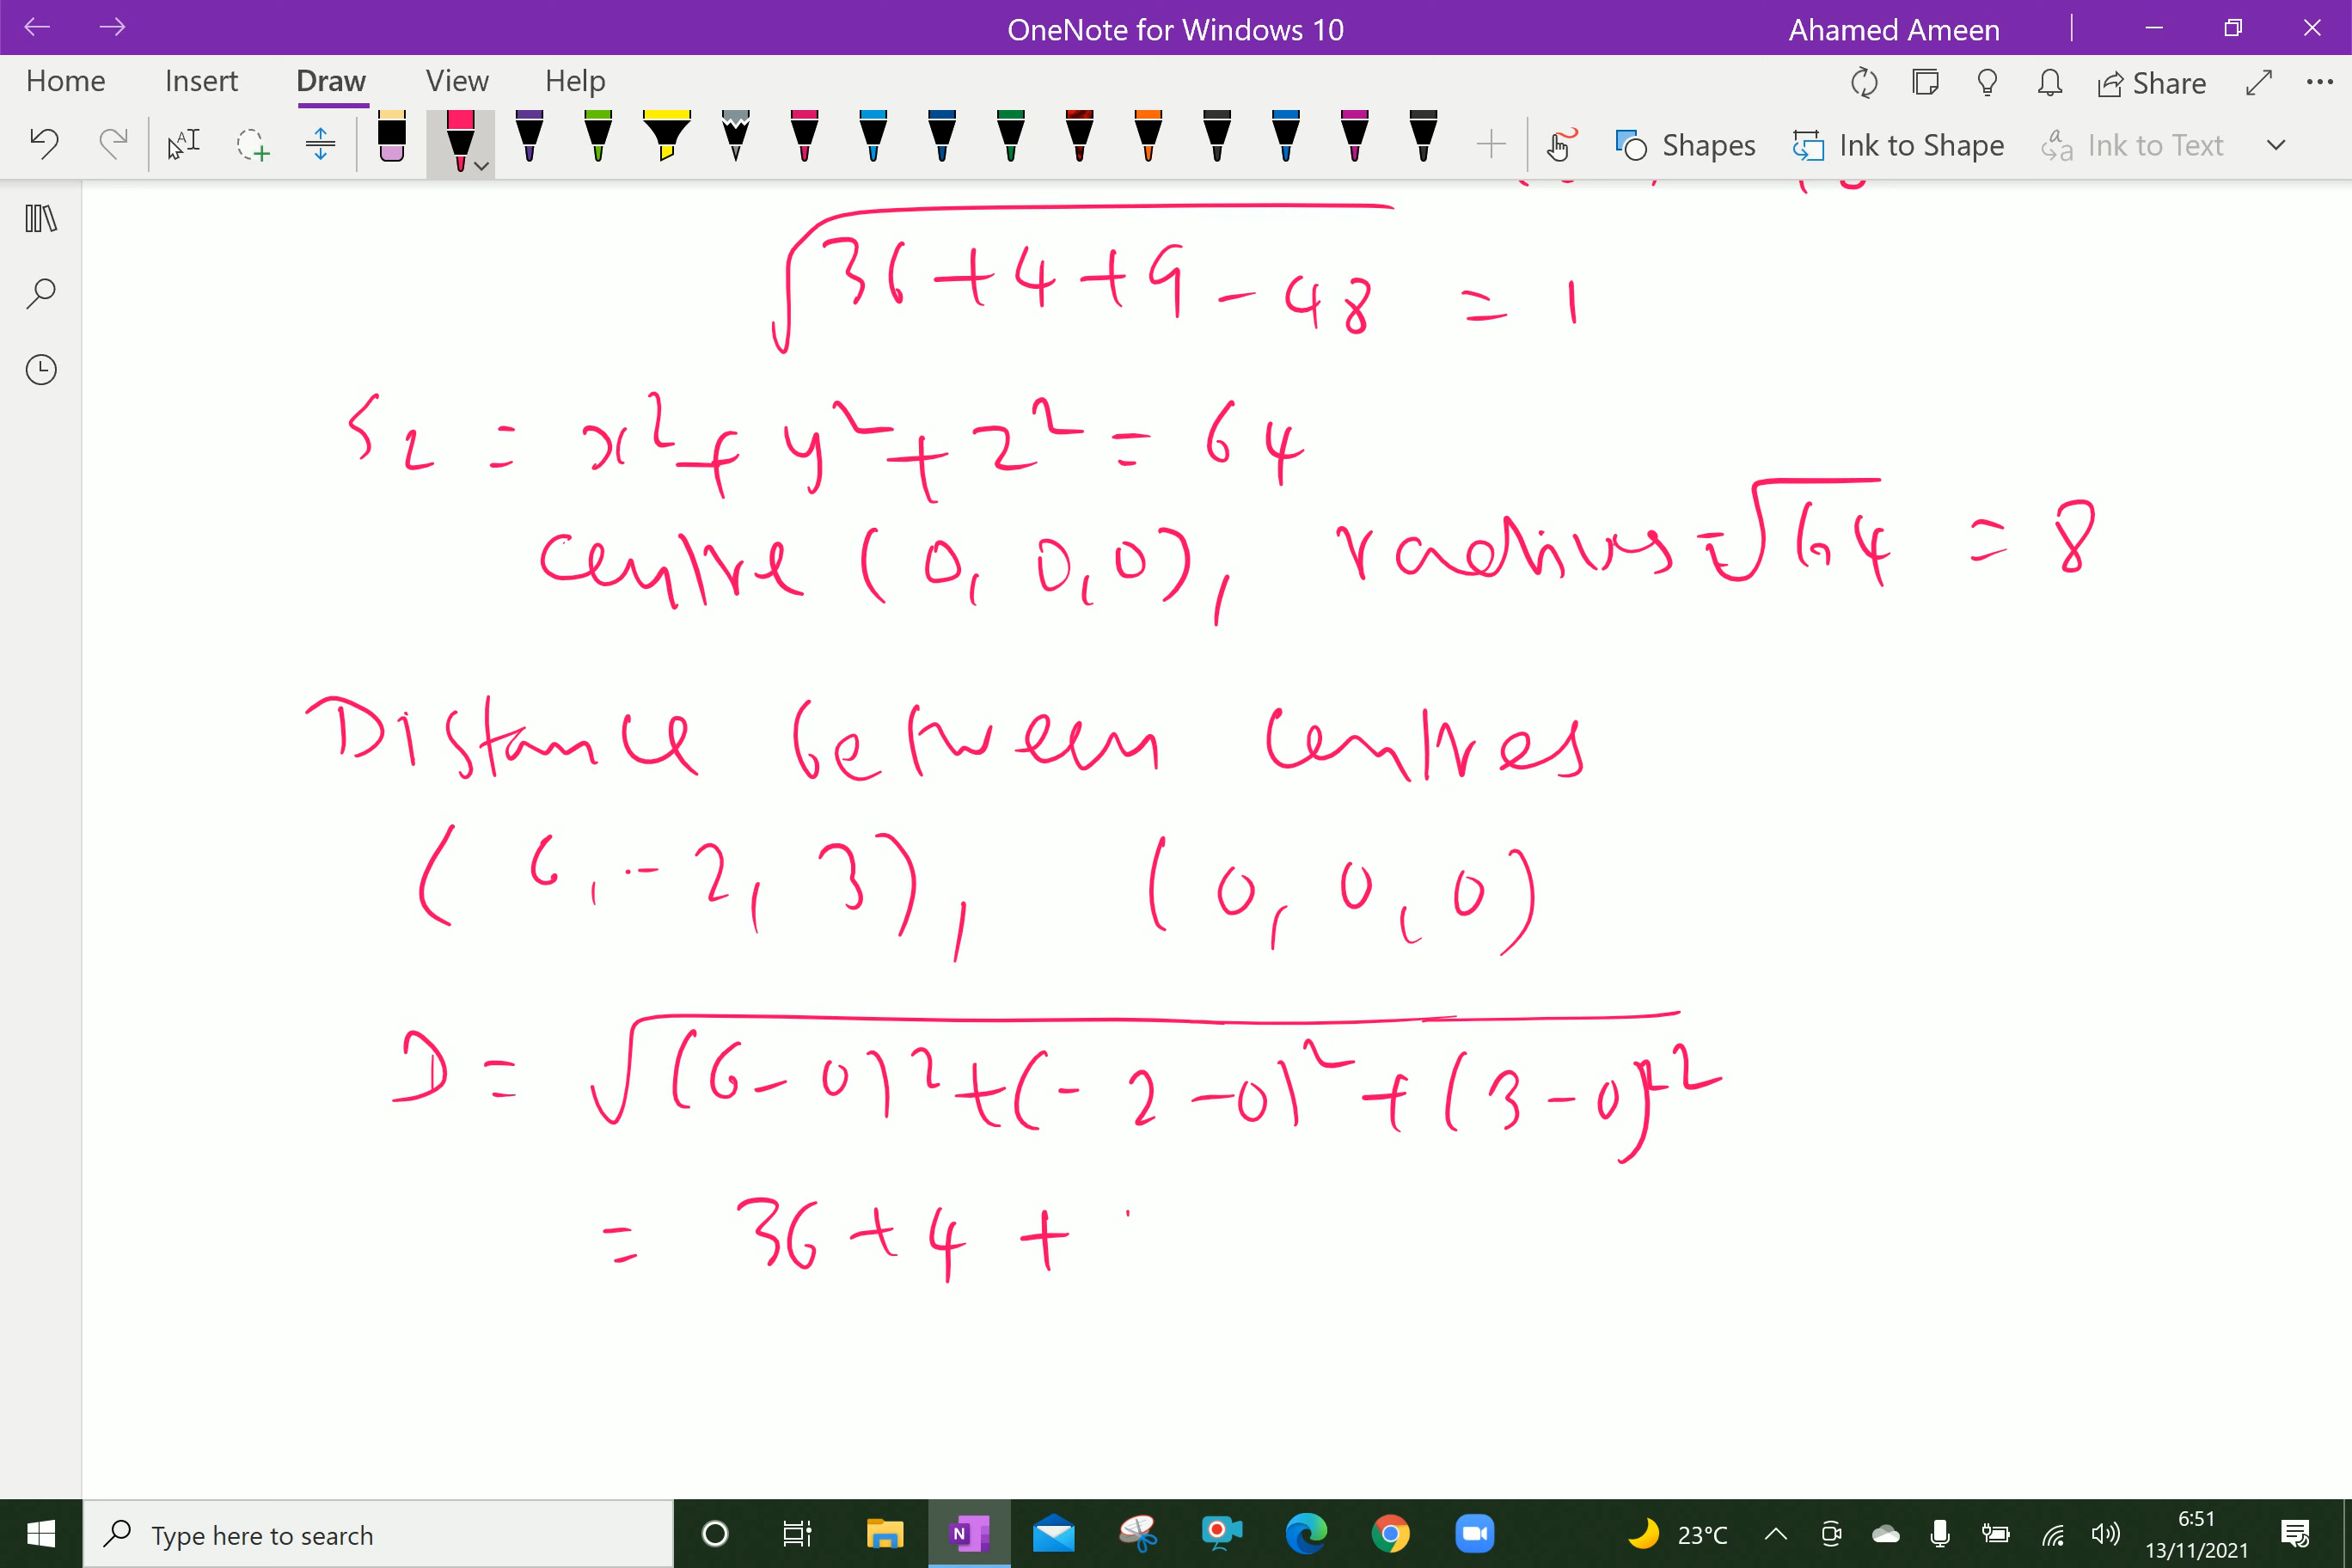 OneNote for Windows 10
Ahamed Ameen
Home Insert Draw View Help
Share
Shapes Ink to Shape Ink to Text
√(36+4+9-48) = 1
S₂ = x²+y²+z² = 64
centre (0, 0, 0), radius = √64 = 8
Distance between centres
(6, -2, 3), (0, 0, 0)
D = √((6-0)²+(-2-0)²+(3-0)²)
= 36+4+
Type here to search
23°C
6:51
13/11/2021